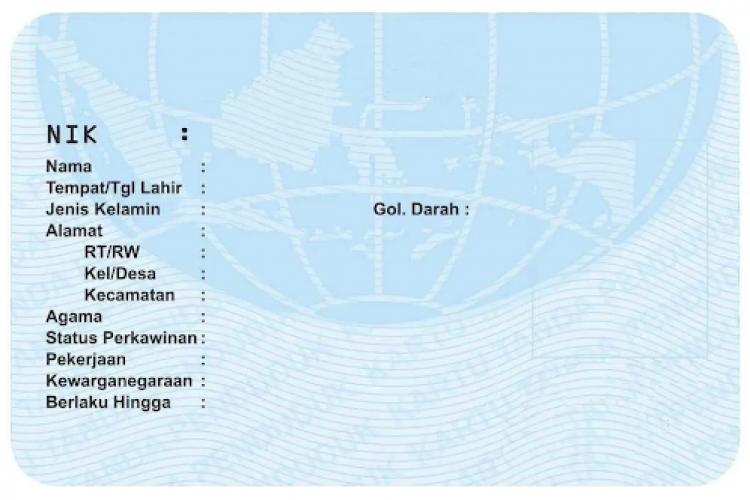 NIK :
Nama :
Tempat/Tgl Lahir :
Jenis Kelamin : Gol. Darah :
Alamat :
RT/RW :
Kel/Desa :
Kecamatan :
Agama :
Status Perkawinan :
Pekerjaan :
Kewarganegaraan :
Berlaku Hingga :